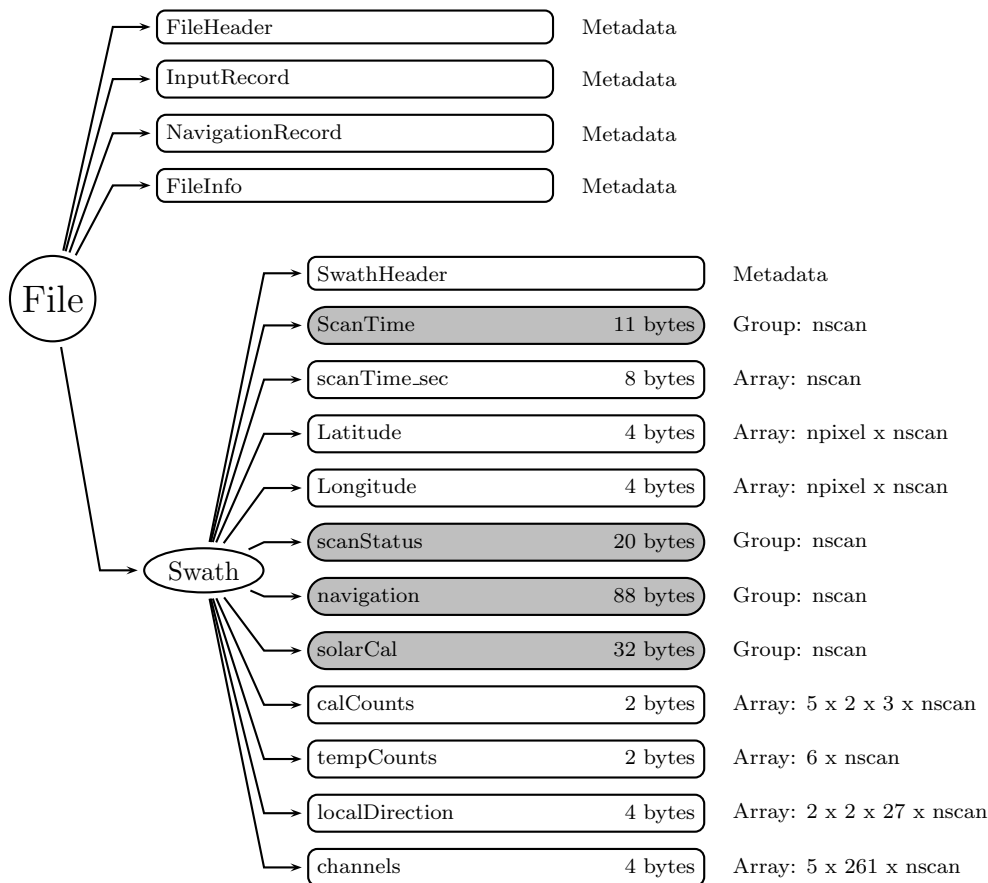 FileHeader Metadata
InputRecord Metadata
NavigationRecord Metadata
FileInfo Metadata
File
SwathHeader Metadata
ScanTime 11 bytes Group: nscan
scanTime_sec 8 bytes Array: nscan
Latitude 4 bytes Array: npixel x nscan
Longitude 4 bytes Array: npixel x nscan
scanStatus 20 bytes Group: nscan
Swath
navigation 88 bytes Group: nscan
solarCal 32 bytes Group: nscan
calCounts 2 bytes Array: 5 x 2 x 3 x nscan
tempCounts 2 bytes Array: 6 x nscan
localDirection 4 bytes Array: 2 x 2 x 27 x nscan
channels 4 bytes Array: 5 x 261 x nscan